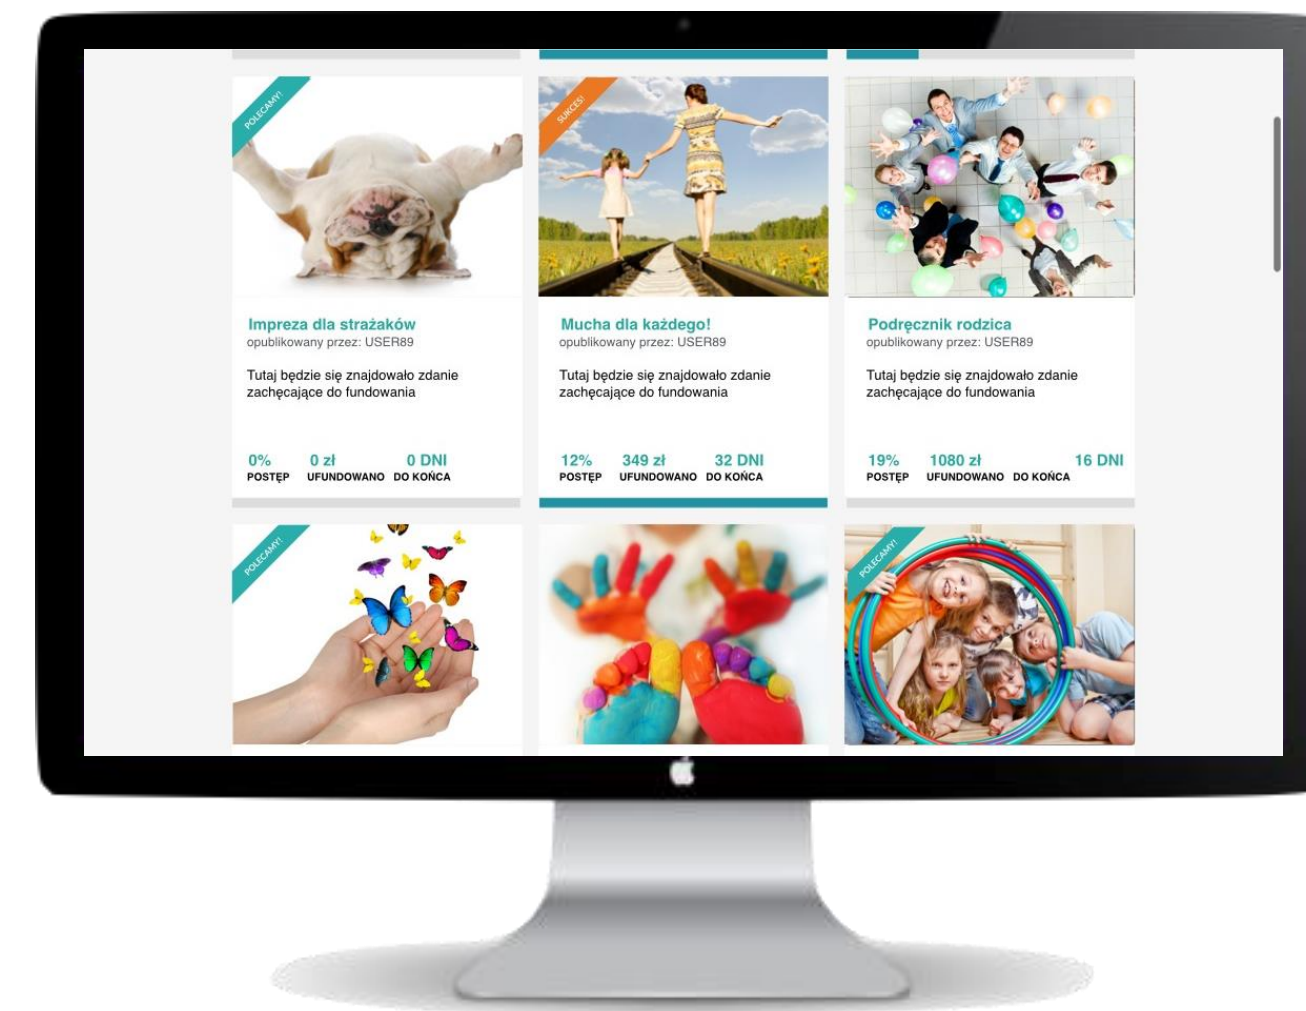 POLECAMY!
SUKCES!
Impreza dla strażaków
opublikowany przez: USER89
Tutaj będzie się znajdowało zdanie
zachęcające do fundowania
0% 0 zł 0 DNI
POSTĘP UFUNDOWANO DO KOŃCA
Mucha dla każdego!
opublikowany przez: USER89
Tutaj będzie się znajdowało zdanie
zachęcające do fundowania
12% 349 zł 32 DNI
POSTĘP UFUNDOWANO DO KOŃCA
Podręcznik rodzica
opublikowany przez: USER89
Tutaj będzie się znajdowało zdanie
zachęcające do fundowania
19% 1080 zł 16 DNI
POSTĘP UFUNDOWANO DO KOŃCA
POLECAMY!
POLECAMY!